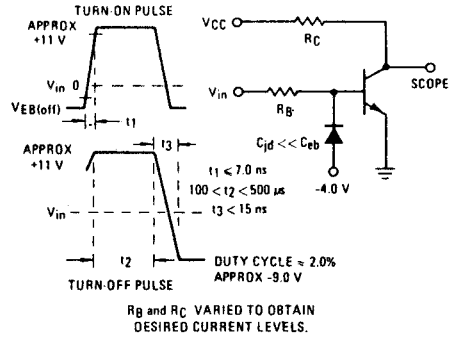 TURN-ON PULSE
APPROX
+11 V
Vin 0
VEB(off)
t1
VCC
RC
SCOPE
Vin
RB
Cjd << Ceb
-4.0 V
APPROX
+11 V
Vin
t3
t1 ⩽ 7.0 ns
100 < t2 < 500 μs
t3 < 15 ns
t2
DUTY CYCLE ≈ 2.0%
APPROX -9.0 V
TURN-OFF PULSE
RB and RC VARIED TO OBTAIN
DESIRED CURRENT LEVELS.